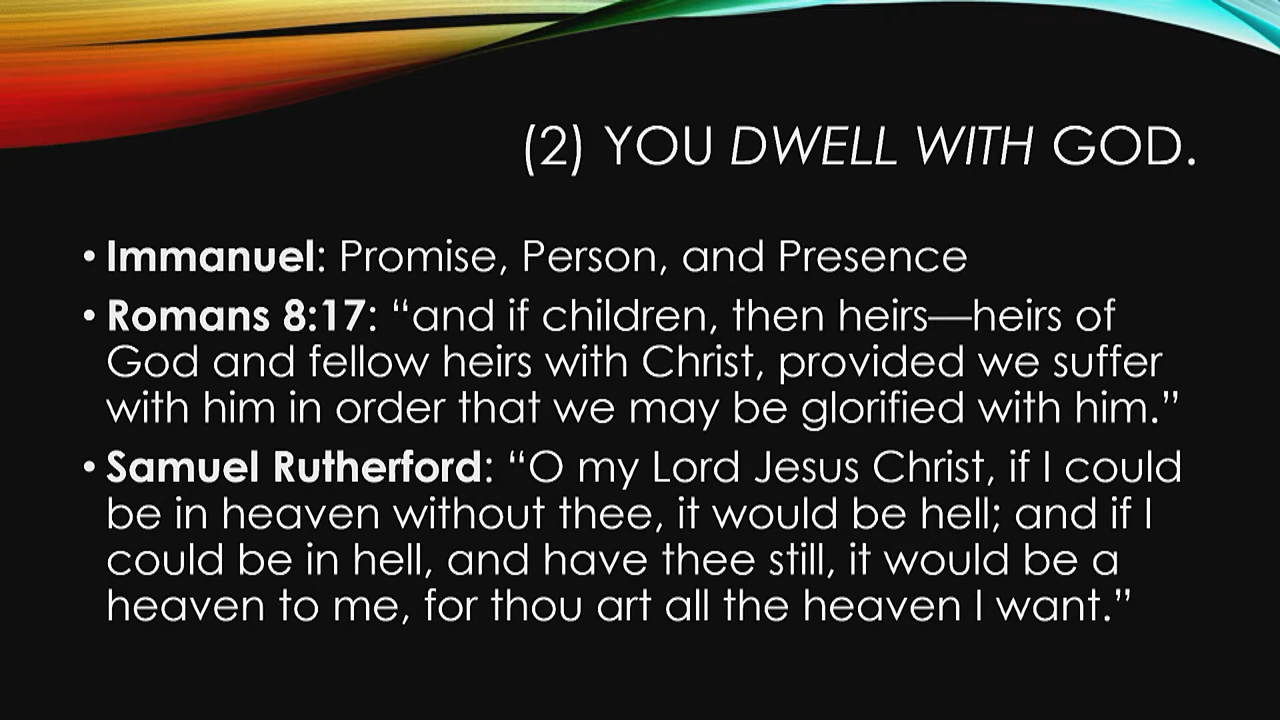 (2) YOU DWELL WITH GOD.
• Immanuel: Promise, Person, and Presence
• Romans 8:17: “and if children, then heirs—heirs of
God and fellow heirs with Christ, provided we suffer
with him in order that we may be glorified with him.”
• Samuel Rutherford: “O my Lord Jesus Christ, if I could
be in heaven without thee, it would be hell; and if I
could be in hell, and have thee still, it would be a
heaven to me, for thou art all the heaven I want.”